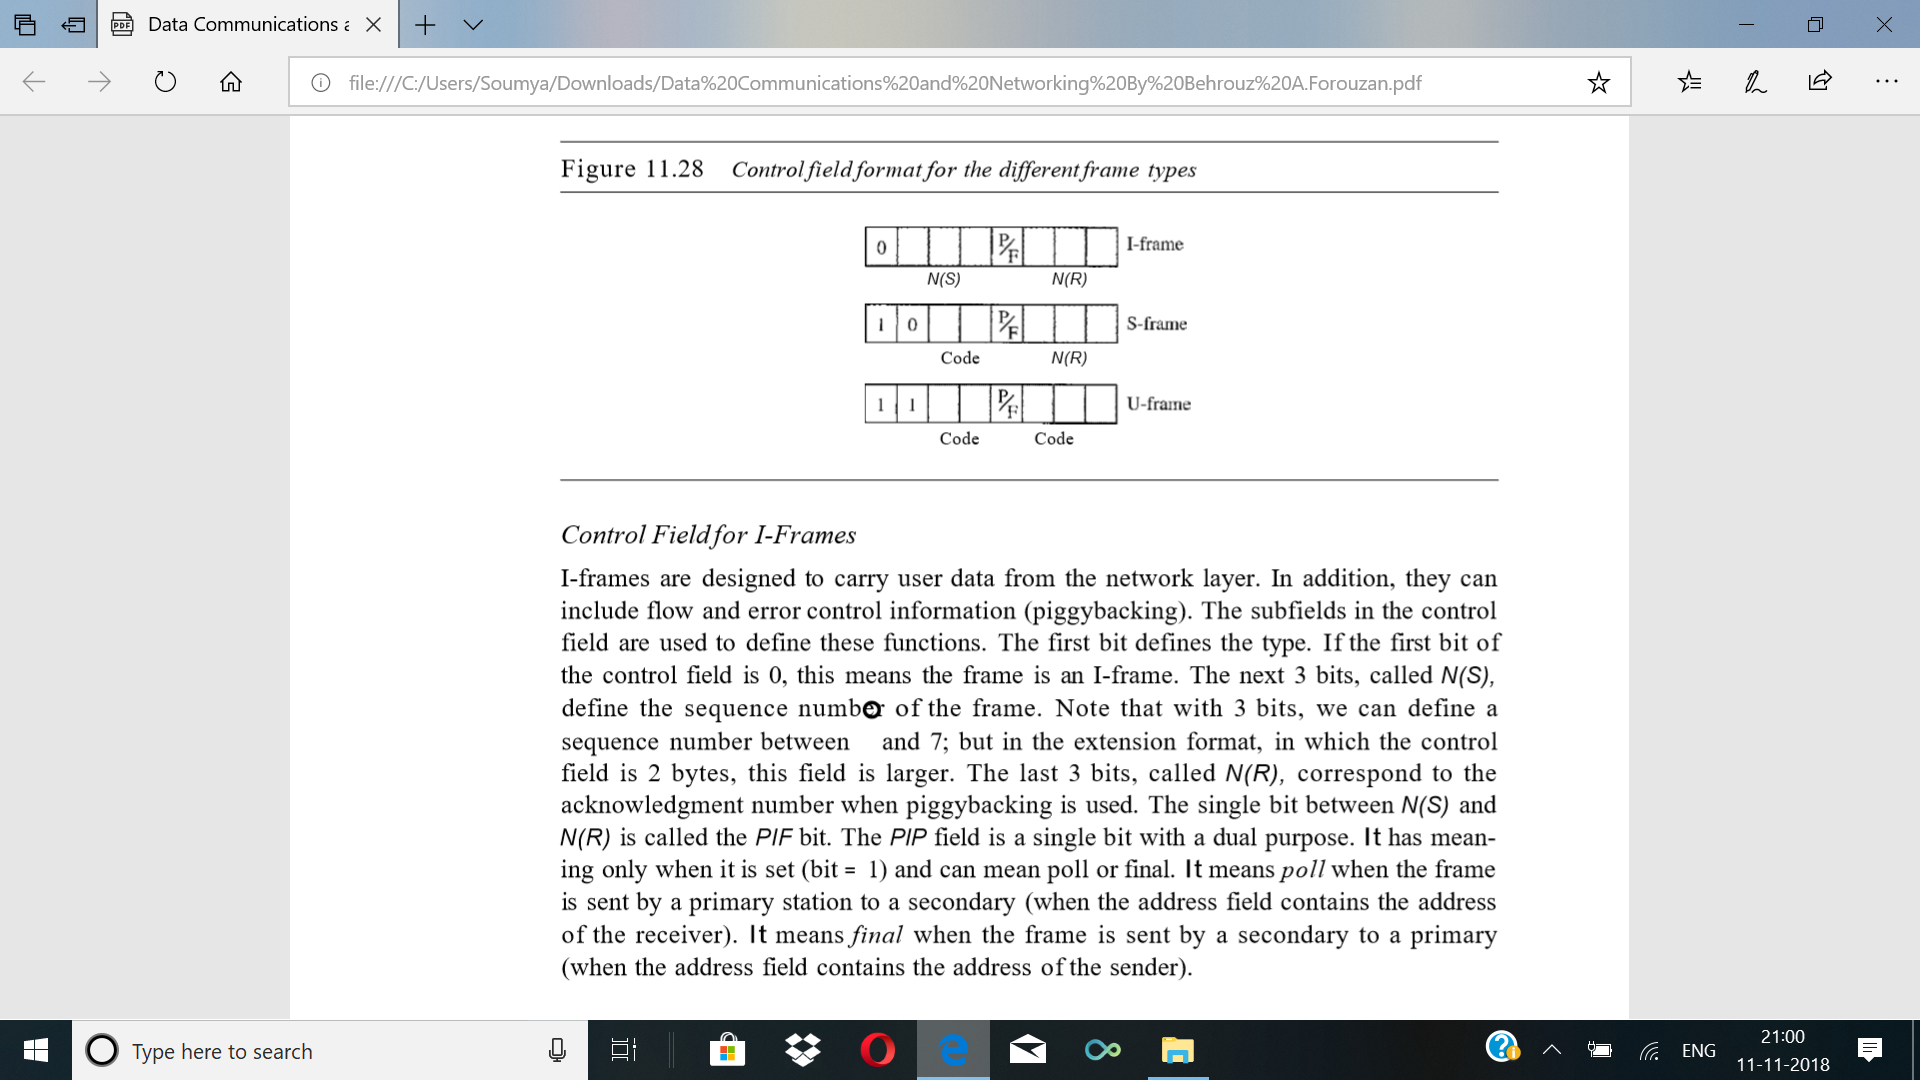 Data Communications a
file:///C:/Users/Soumya/Downloads/Data%20Communications%20and%20Networking%20By%20Behrouz%20A.Forouzan.pdf
Figure 11.28 Control field format for the different frame types
0 P/F I-frame
N(S) N(R)
1 0 P/F S-frame
Code N(R)
1 1 P/F U-frame
Code Code
Control Field for I-Frames
I-frames are designed to carry user data from the network layer. In addition, they can
include flow and error control information (piggybacking). The subfields in the control
field are used to define these functions. The first bit defines the type. If the first bit of
the control field is 0, this means the frame is an I-frame. The next 3 bits, called N(S),
define the sequence number of the frame. Note that with 3 bits, we can define a
sequence number between and 7; but in the extension format, in which the control
field is 2 bytes, this field is larger. The last 3 bits, called N(R), correspond to the
acknowledgment number when piggybacking is used. The single bit between N(S) and
N(R) is called the PIF bit. The PIP field is a single bit with a dual purpose. It has mean-
ing only when it is set (bit = 1) and can mean poll or final. It means poll when the frame
is sent by a primary station to a secondary (when the address field contains the address
of the receiver). It means final when the frame is sent by a secondary to a primary
(when the address field contains the address of the sender).
Type here to search
ENG
21:00
11-11-2018